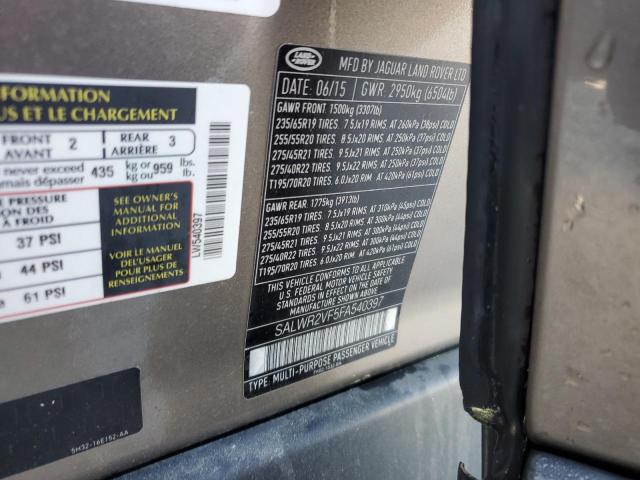 INFORMATION
US ET LE CHARGEMENT
FRONT 2 REAR 3
AVANT ARRIÈRE
never exceed 435 kg or 959 lbs.
mais dépasser kg ou lb.
E PRESSURE
À FROID
37 PSI
44 PSI
61 PSI
SEE OWNER'S
MANUAL FOR
ADDITIONAL
INFORMATION
VOIR LE MANUEL
DE L'USAGER
POUR PLUS DE
RENSEIGNEMENTS
LW540397
5H32-16E152-AA
LAND ROVER
MFD BY JAGUAR LAND ROVER LTD
DATE: 06/15 GWR: 2950kg (6504lb)
GAWR FRONT 1500kg (3307lb)
235/65R19 TIRES 7.5Jx19 RIMS, AT 260kPa (38psi) COLD
255/55R20 TIRES 8.5Jx20 RIMS, AT 250kPa (37psi) COLD
275/45R21 TIRES 9.5Jx21 RIMS, AT 250kPa (37psi) COLD
275/40R22 TIRES 9.5Jx22 RIMS, AT 250kPa (37psi) COLD
T195/70R20 TIRES 6.0Jx20 RIMS, AT 420kPa (61psi) COLD
GAWR REAR 1775kg (3913lb)
235/65R19 TIRES 7.5Jx19 RIMS, AT 310kPa COLD
255/55R20 TIRES 8.5Jx20 RIMS, AT 300kPa (44psi) COLD
275/45R21 TIRES 9.5Jx21 RIMS, AT 300kPa (44psi) COLD
275/40R22 TIRES 9.5Jx22 RIMS, AT 300kPa (44psi) COLD
T195/70R20 TIRES 6.0Jx20 RIMS, AT 420kPa (61psi) COLD
THIS VEHICLE CONFORMS TO ALL APPLICABLE
FEDERAL MOTOR VEHICLE SAFETY STANDARDS
IN EFFECT ON THE DATE OF
MANUFACTURE SHOWN ABOVE.
SALWR2VF5FA540397
TYPE: MULTI-PURPOSE PASSENGER VEHICLE